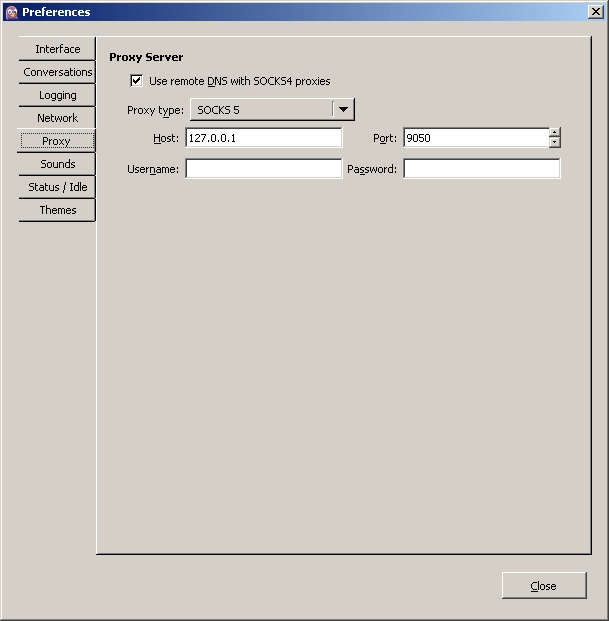 Preferences
Interface
Conversations
Logging
Network
Proxy
Sounds
Status / Idle
Themes
Proxy Server
Use remote DNS with SOCKS4 proxies
Proxy type: SOCKS 5
Host: 127.0.0.1 Port: 9050
Username: Password:
Close